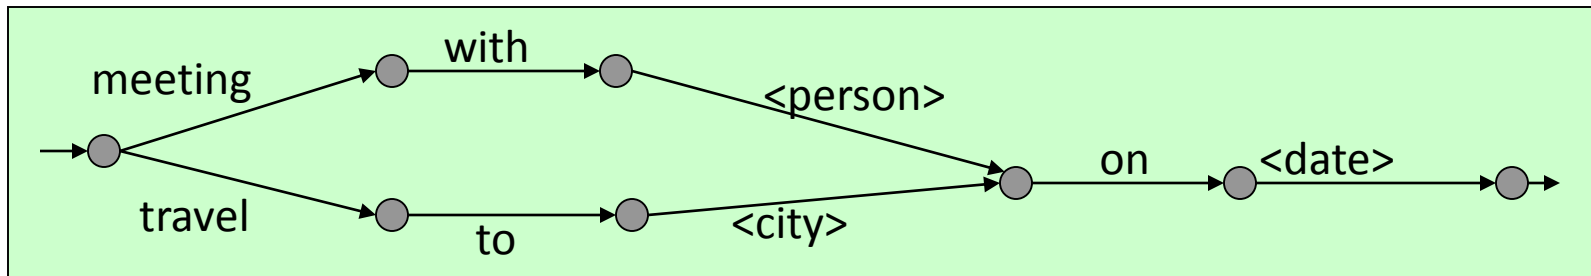 with
meeting
<person>
on
<date>
travel
to
<city>